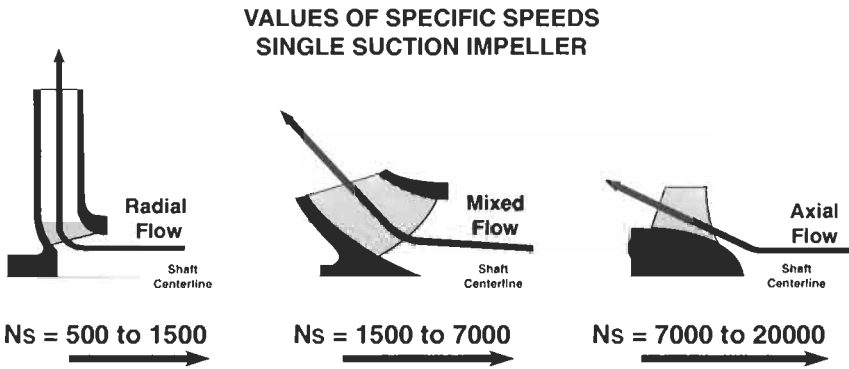 VALUES OF SPECIFIC SPEEDS
SINGLE SUCTION IMPELLER
Radial
Flow
Shaft
Centerline
Mixed
Flow
Shaft
Centerline
Axial
Flow
Shaft
Centerline
Ns = 500 to 1500
Ns = 1500 to 7000
Ns = 7000 to 20000